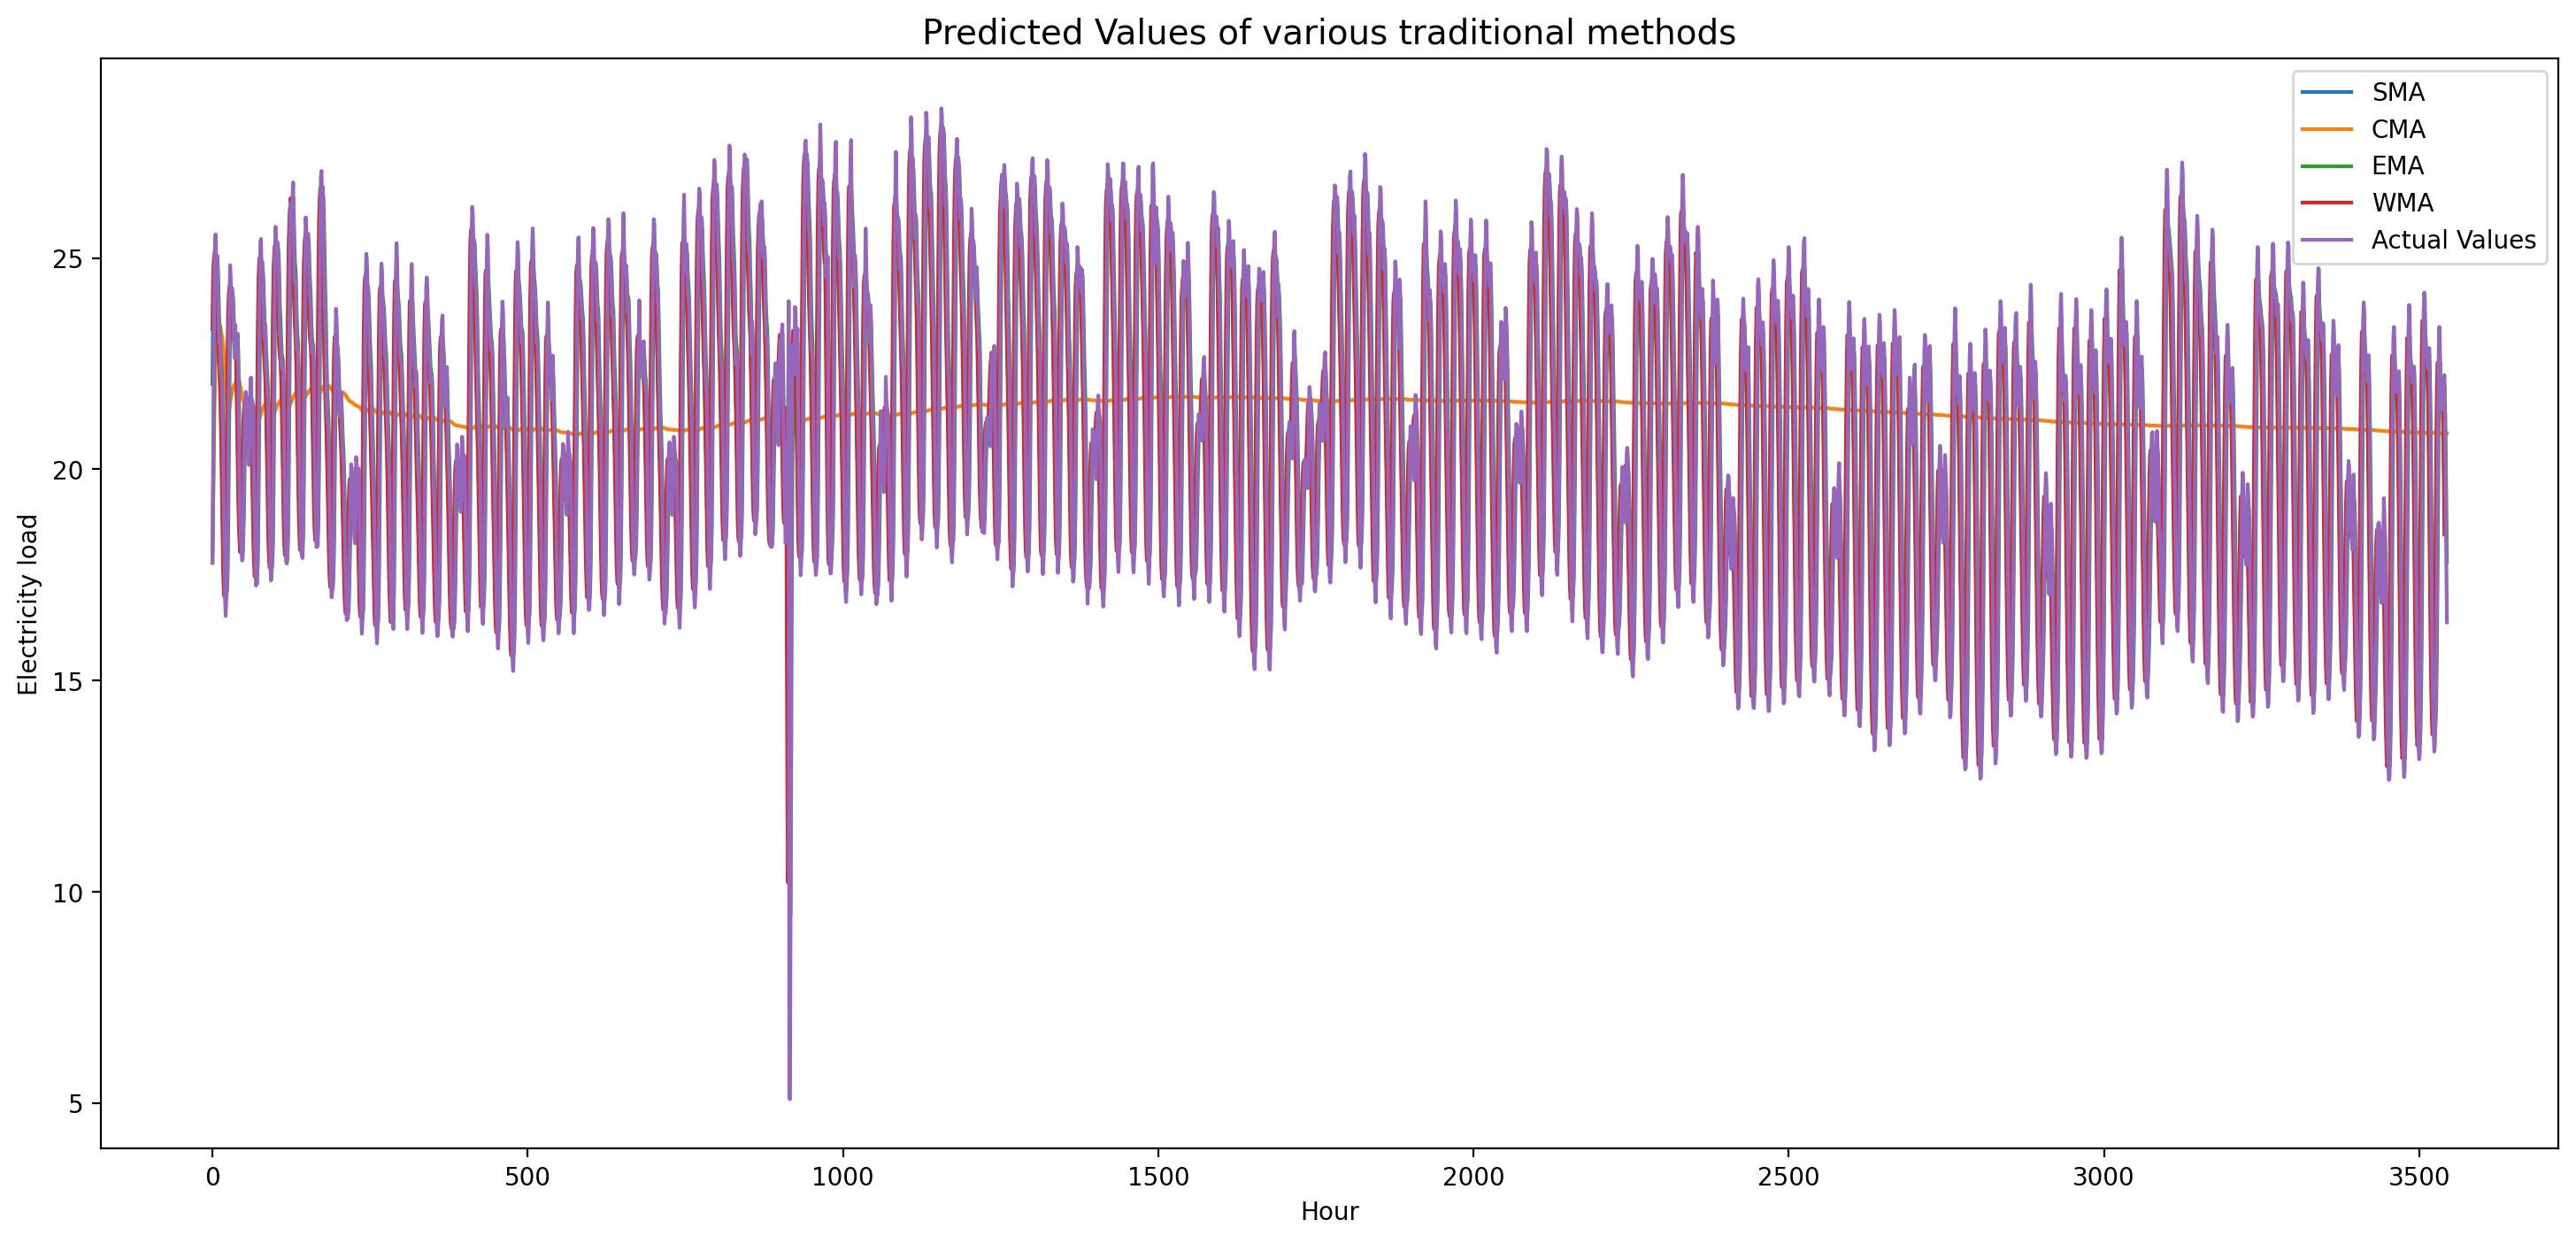 Predicted Values of various traditional methods
SMA
CMA
EMA
WMA
Actual Values
Electricity load
25
20
15
10
5
0 500 1000 1500 2000 2500 3000 3500
Hour